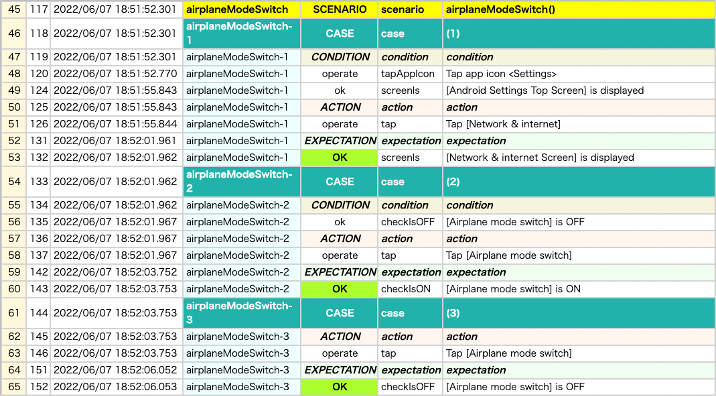 45 117 2022/06/07 18:51:52.301 airplaneModeSwitch SCENARIO scenario airplaneModeSwitch()
46 118 2022/06/07 18:51:52.301 airplaneModeSwitch-1 CASE case (1)
47 119 2022/06/07 18:51:52.301 airplaneModeSwitch-1 CONDITION condition condition
48 120 2022/06/07 18:51:52.770 airplaneModeSwitch-1 operate tapAppIcon Tap app icon <Settings>
49 124 2022/06/07 18:51:55.843 airplaneModeSwitch-1 ok screenIs [Android Settings Top Screen] is displayed
50 125 2022/06/07 18:51:55.843 airplaneModeSwitch-1 ACTION action action
51 126 2022/06/07 18:51:55.844 airplaneModeSwitch-1 operate tap Tap [Network & internet]
52 131 2022/06/07 18:52:01.961 airplaneModeSwitch-1 EXPECTATION expectation expectation
53 132 2022/06/07 18:52:01.962 airplaneModeSwitch-1 OK screenIs [Network & internet Screen] is displayed
54 133 2022/06/07 18:52:01.962 airplaneModeSwitch-2 CASE case (2)
55 134 2022/06/07 18:52:01.962 airplaneModeSwitch-2 CONDITION condition condition
56 135 2022/06/07 18:52:01.967 airplaneModeSwitch-2 ok checkIsOFF [Airplane mode switch] is OFF
57 136 2022/06/07 18:52:01.967 airplaneModeSwitch-2 ACTION action action
58 137 2022/06/07 18:52:01.967 airplaneModeSwitch-2 operate tap Tap [Airplane mode switch]
59 142 2022/06/07 18:52:03.752 airplaneModeSwitch-2 EXPECTATION expectation expectation
60 143 2022/06/07 18:52:03.753 airplaneModeSwitch-2 OK checkIsON [Airplane mode switch] is ON
61 144 2022/06/07 18:52:03.753 airplaneModeSwitch-3 CASE case (3)
62 145 2022/06/07 18:52:03.753 airplaneModeSwitch-3 ACTION action action
63 146 2022/06/07 18:52:03.753 airplaneModeSwitch-3 operate tap Tap [Airplane mode switch]
64 151 2022/06/07 18:52:06.052 airplaneModeSwitch-3 EXPECTATION expectation expectation
65 152 2022/06/07 18:52:06.053 airplaneModeSwitch-3 OK checkIsOFF [Airplane mode switch] is OFF